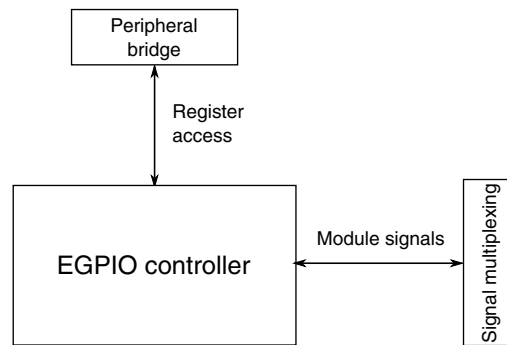 Peripheral
bridge
Register
access
EGPIO controller
Module signals
Signal multiplexing